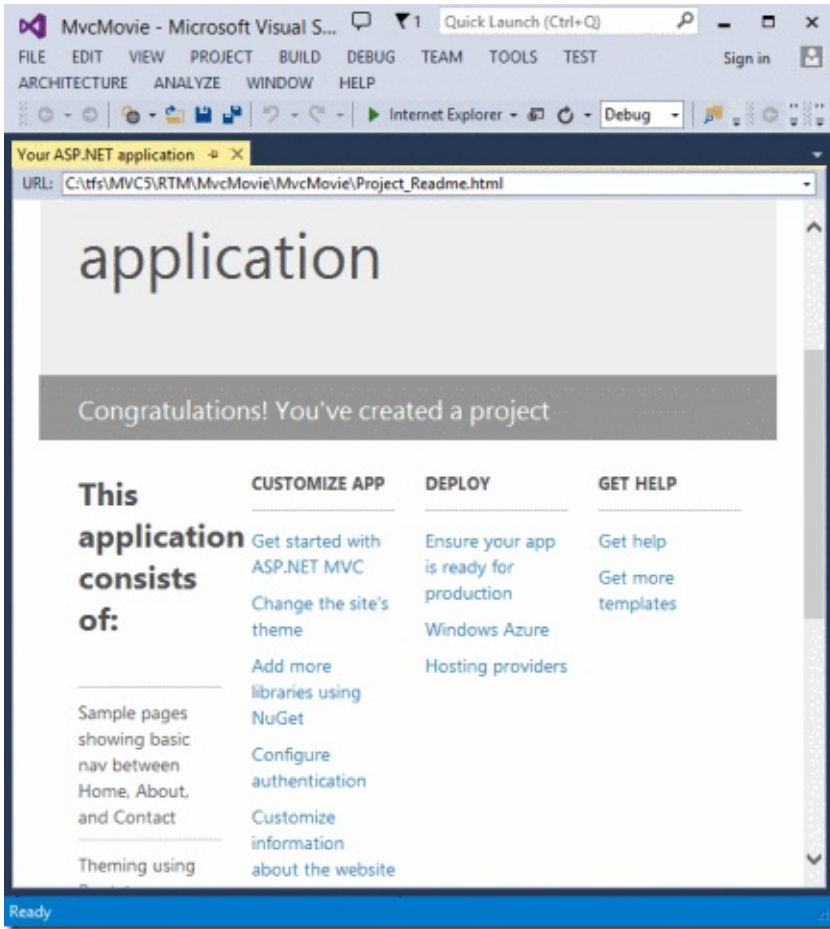 MvcMovie - Microsoft Visual S...
1
Quick Launch (Ctrl+Q)
FILE EDIT VIEW PROJECT BUILD DEBUG TEAM TOOLS TEST
Sign in
ARCHITECTURE ANALYZE WINDOW HELP
Internet Explorer
Debug
Your ASP.NET application
URL: C:\tfs\MVC5\RTM\MvcMovie\MvcMovie\Project_Readme.html
application
Congratulations! You've created a project
This
application
consists
of:
Sample pages
showing basic
nav between
Home, About,
and Contact
Theming using
CUSTOMIZE APP
Get started with
ASP.NET MVC
Change the site's
theme
Add more
libraries using
NuGet
Configure
authentication
Customize
information
about the website
DEPLOY
Ensure your app
is ready for
production
Windows Azure
Hosting providers
GET HELP
Get help
Get more
templates
Ready